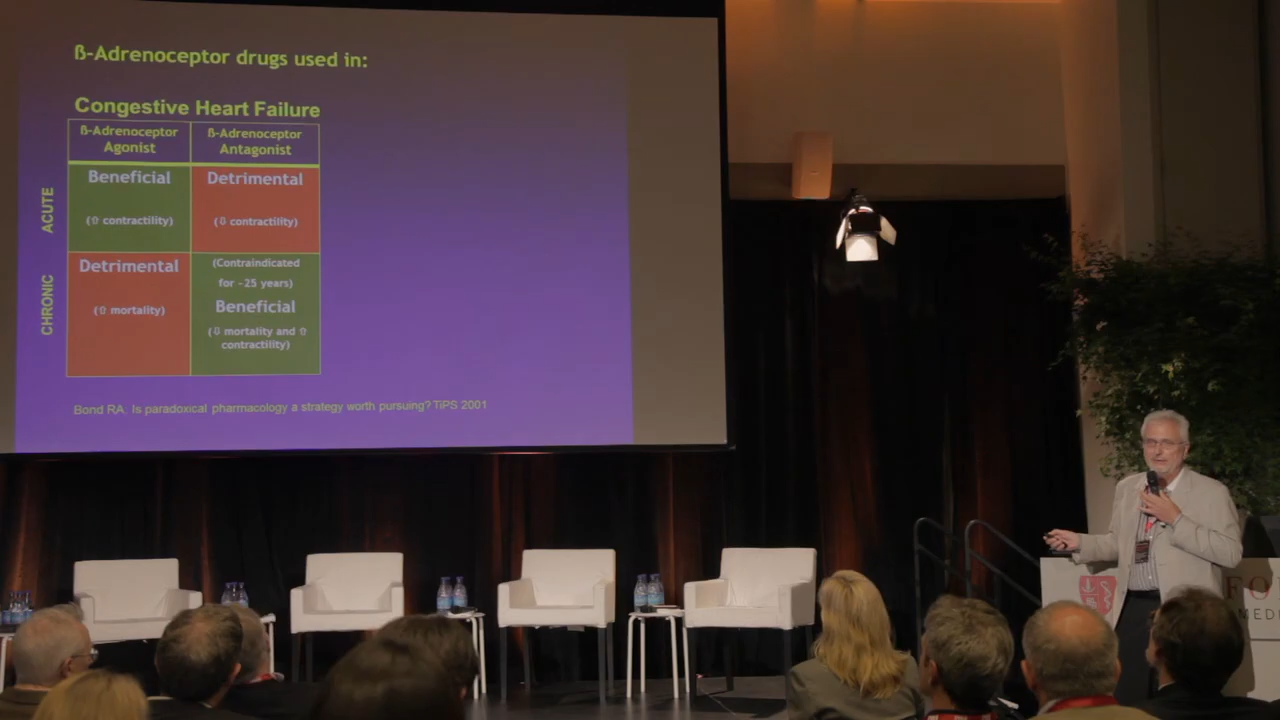 ß-Adrenoceptor drugs used in:
Congestive Heart Failure
ß-Adrenoceptor
Agonist
ß-Adrenoceptor
Antagonist
ACUTE
Beneficial
(⇧ contractility)
Detrimental
(⇩ contractility)
CHRONIC
Detrimental
(⇧ mortality)
(Contraindicated
for ~25 years)
Beneficial
(⇩ mortality and ⇧
contractility)
Bond RA. Is paradoxical pharmacology a strategy worth pursuing? TiPS 2001
FO
MEDI